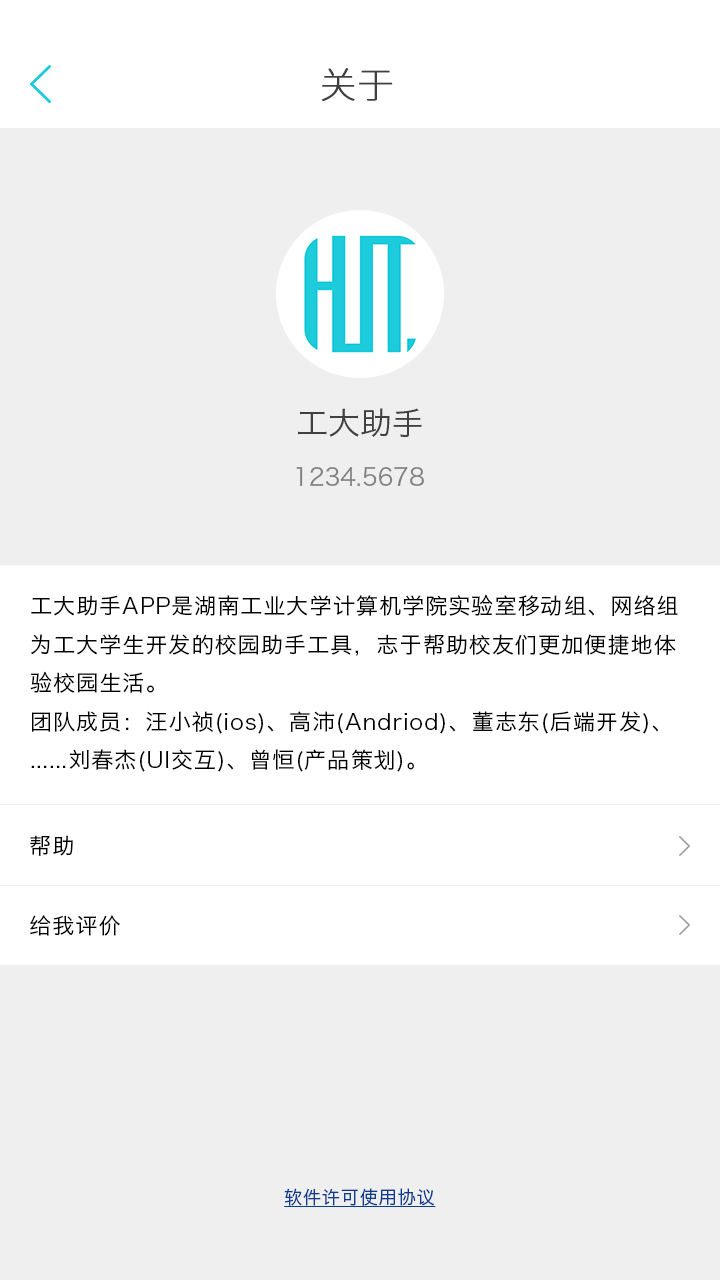 关于
HUT
工大助手
1234.5678
工大助手APP是湖南工业大学计算机学院实验室移动组、网络组
为工大学生开发的校园助手工具，志于帮助校友们更加便捷地体
验校园生活。
团队成员：汪小祯(ios)、高沛(Andriod)、董志东(后端开发)、
......刘春杰(UI交互)、曾恒(产品策划)。
帮助
给我评价
软件许可使用协议